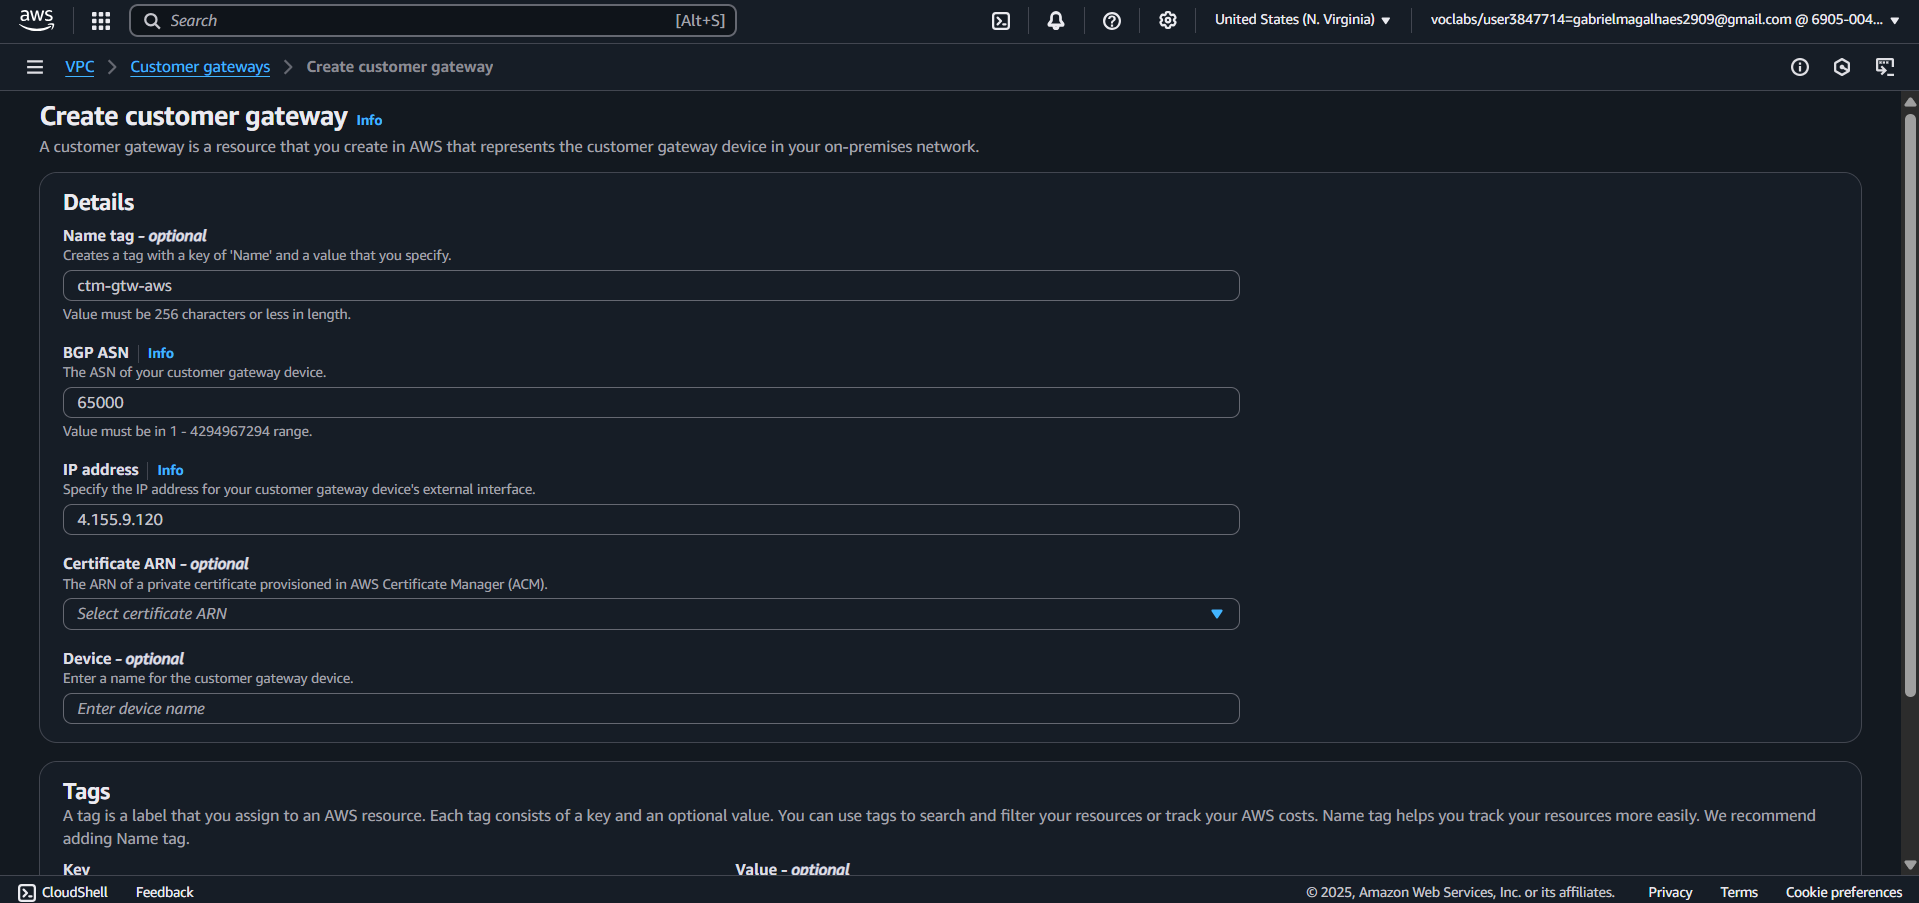 aws
Search [Alt+S]
United States (N. Virginia)
voclabs/user3847714=gabrielmagalhaes2909@gmail.com @ 6905-004...
VPC > Customer gateways > Create customer gateway
Create customer gateway Info
A customer gateway is a resource that you create in AWS that represents the customer gateway device in your on-premises network.
Details
Name tag - optional
Creates a tag with a key of 'Name' and a value that you specify.
ctm-gtw-aws
Value must be 256 characters or less in length.
BGP ASN Info
The ASN of your customer gateway device.
65000
Value must be in 1 - 4294967294 range.
IP address Info
Specify the IP address for your customer gateway device's external interface.
4.155.9.120
Certificate ARN - optional
The ARN of a private certificate provisioned in AWS Certificate Manager (ACM).
Select certificate ARN
Device - optional
Enter a name for the customer gateway device.
Enter device name
Tags
A tag is a label that you assign to an AWS resource. Each tag consists of a key and an optional value. You can use tags to search and filter your resources or track your AWS costs. Name tag helps you track your resources more easily. We recommend
adding Name tag.
Key Value - optional
CloudShell Feedback © 2025, Amazon Web Services, Inc. or its affiliates. Privacy Terms Cookie preferences